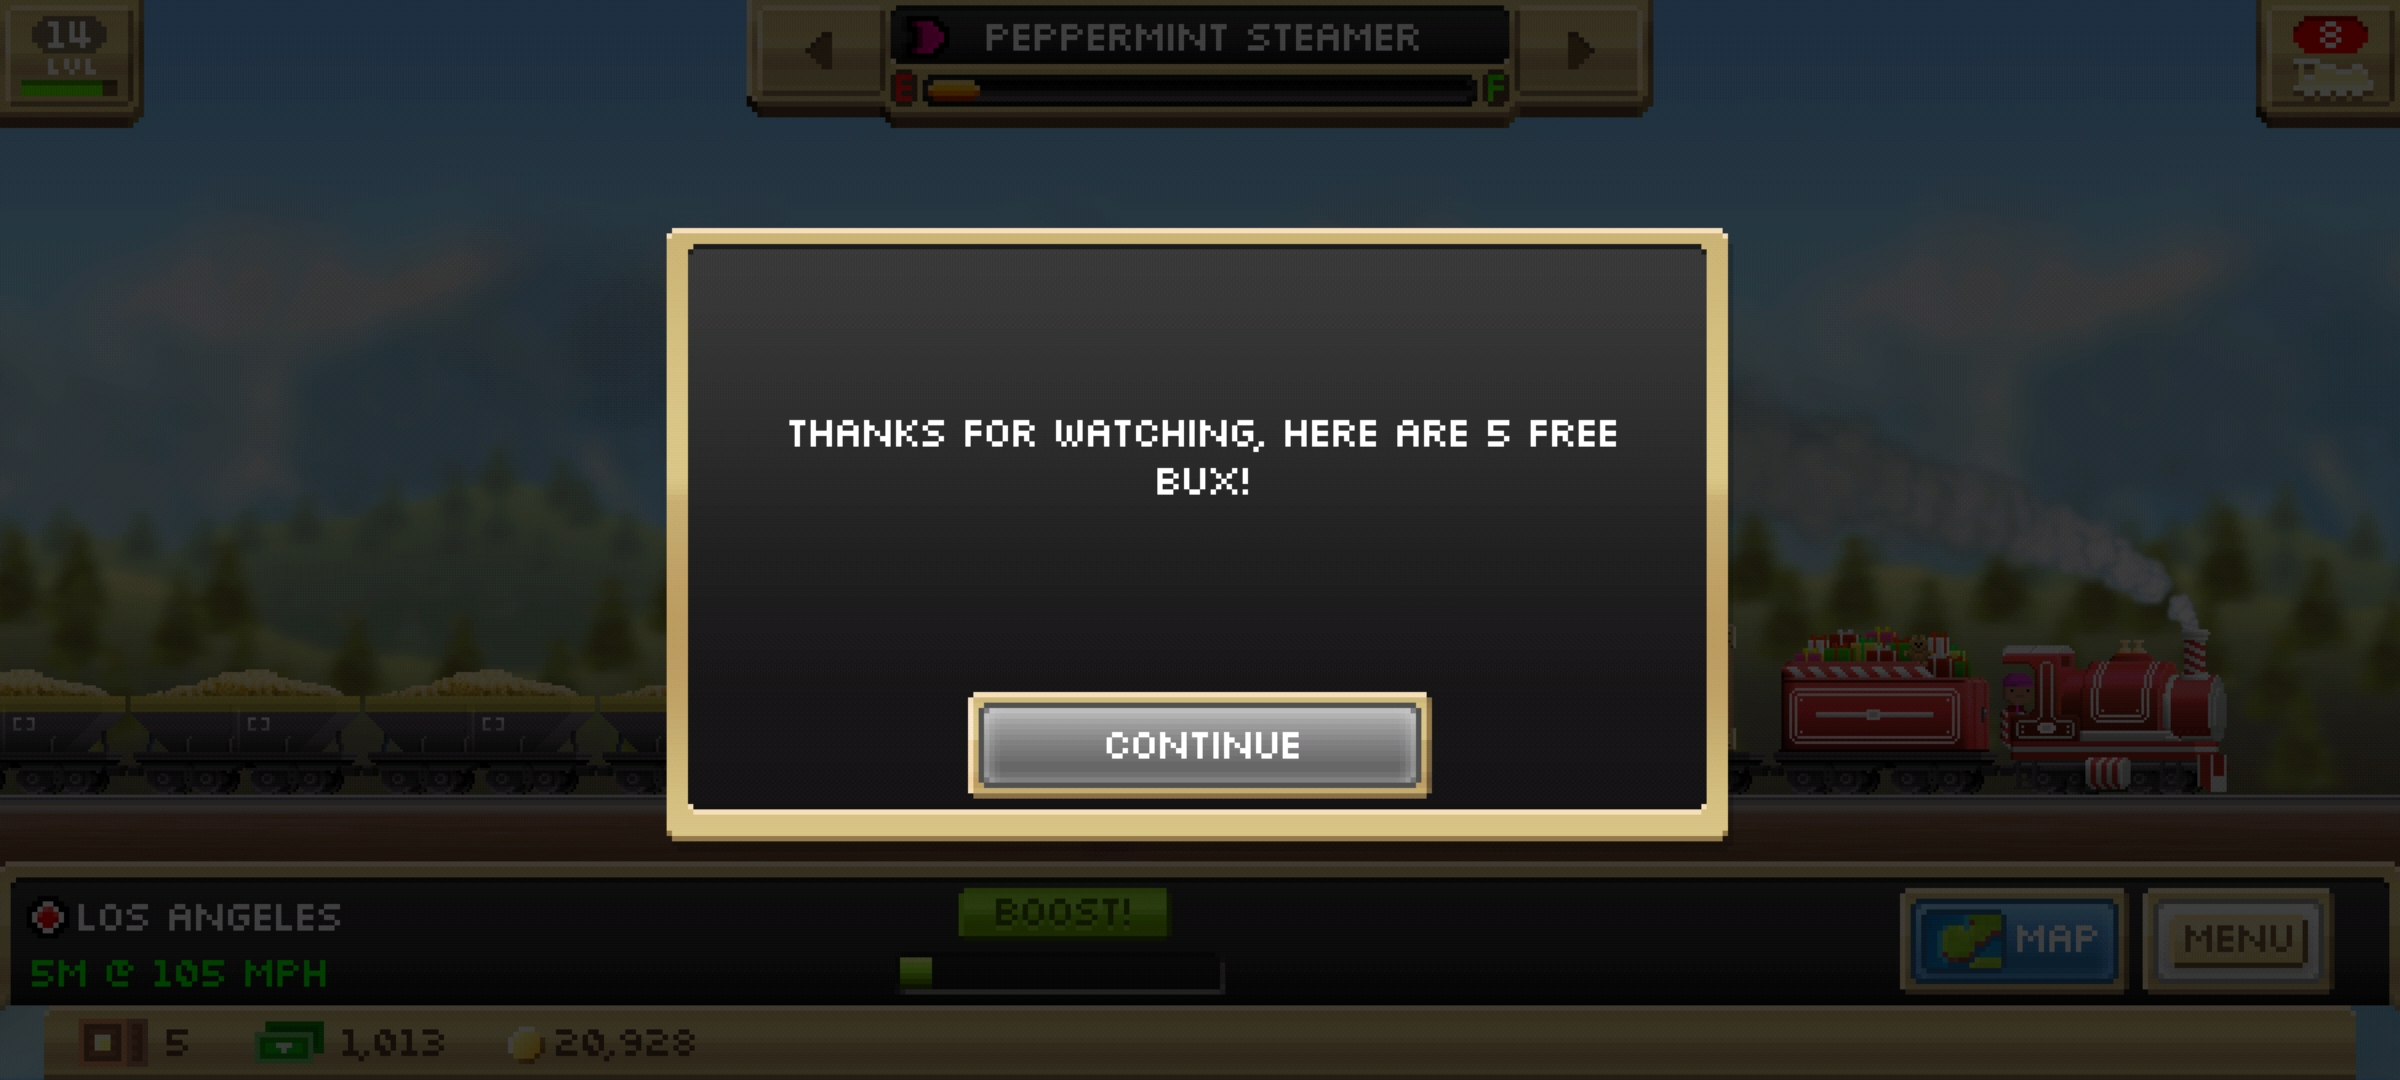 14
LVL
PEPPERMINT STEAMER
E F
8
THANKS FOR WATCHING, HERE ARE 5 FREE
BUX!
CONTINUE
LOS ANGELES
5M @ 105 MPH
BOOST!
MAP
MENU
5 1,013 20,928